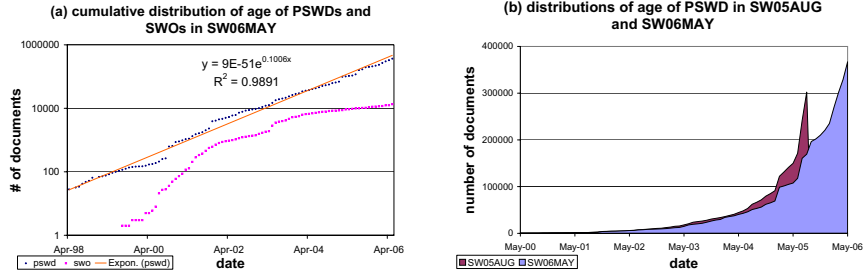 (a) cumulative distribution of age of PSWDs and
SWOs in SW06MAY
1000000
10000
100
1
# of documents
y = 9E-51e^0.1006x
R² = 0.9891
Apr-98
Apr-00
Apr-02
Apr-04
Apr-06
date
pswd
swo
Expon. (pswd)
(b) distributions of age of PSWD in SW05AUG
and SW06MAY
400000
300000
200000
100000
0
number of documents
May-00
May-01
May-02
May-03
May-04
May-05
May-06
date
SW05AUG
SW06MAY